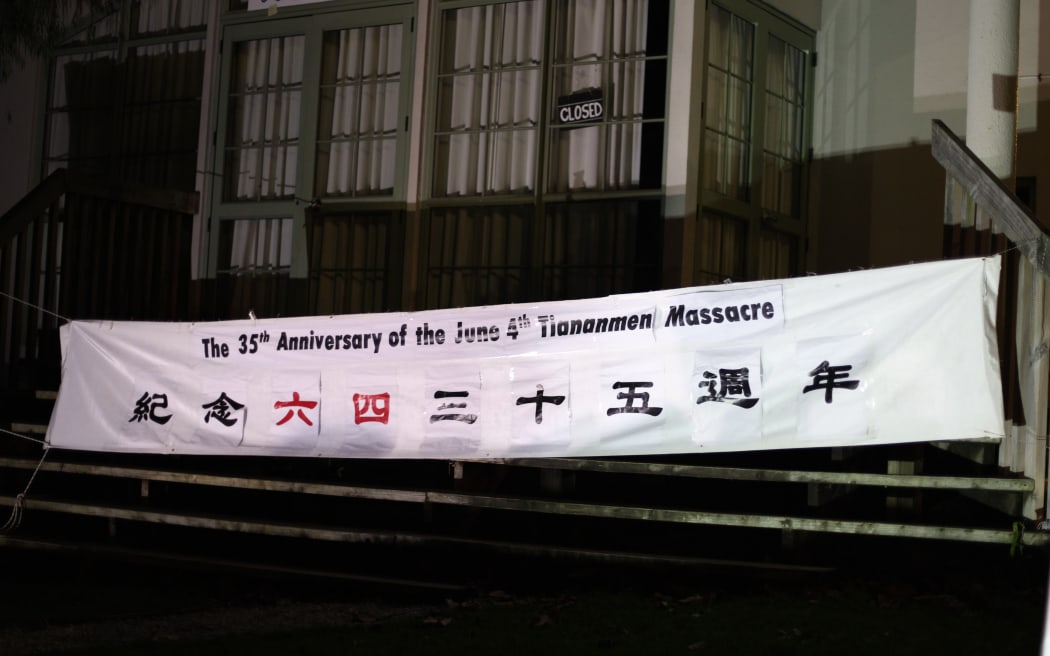 CLOSED
The 35th Anniversary of the June 4th Tiananmen Massacre
紀念六四三十五週年